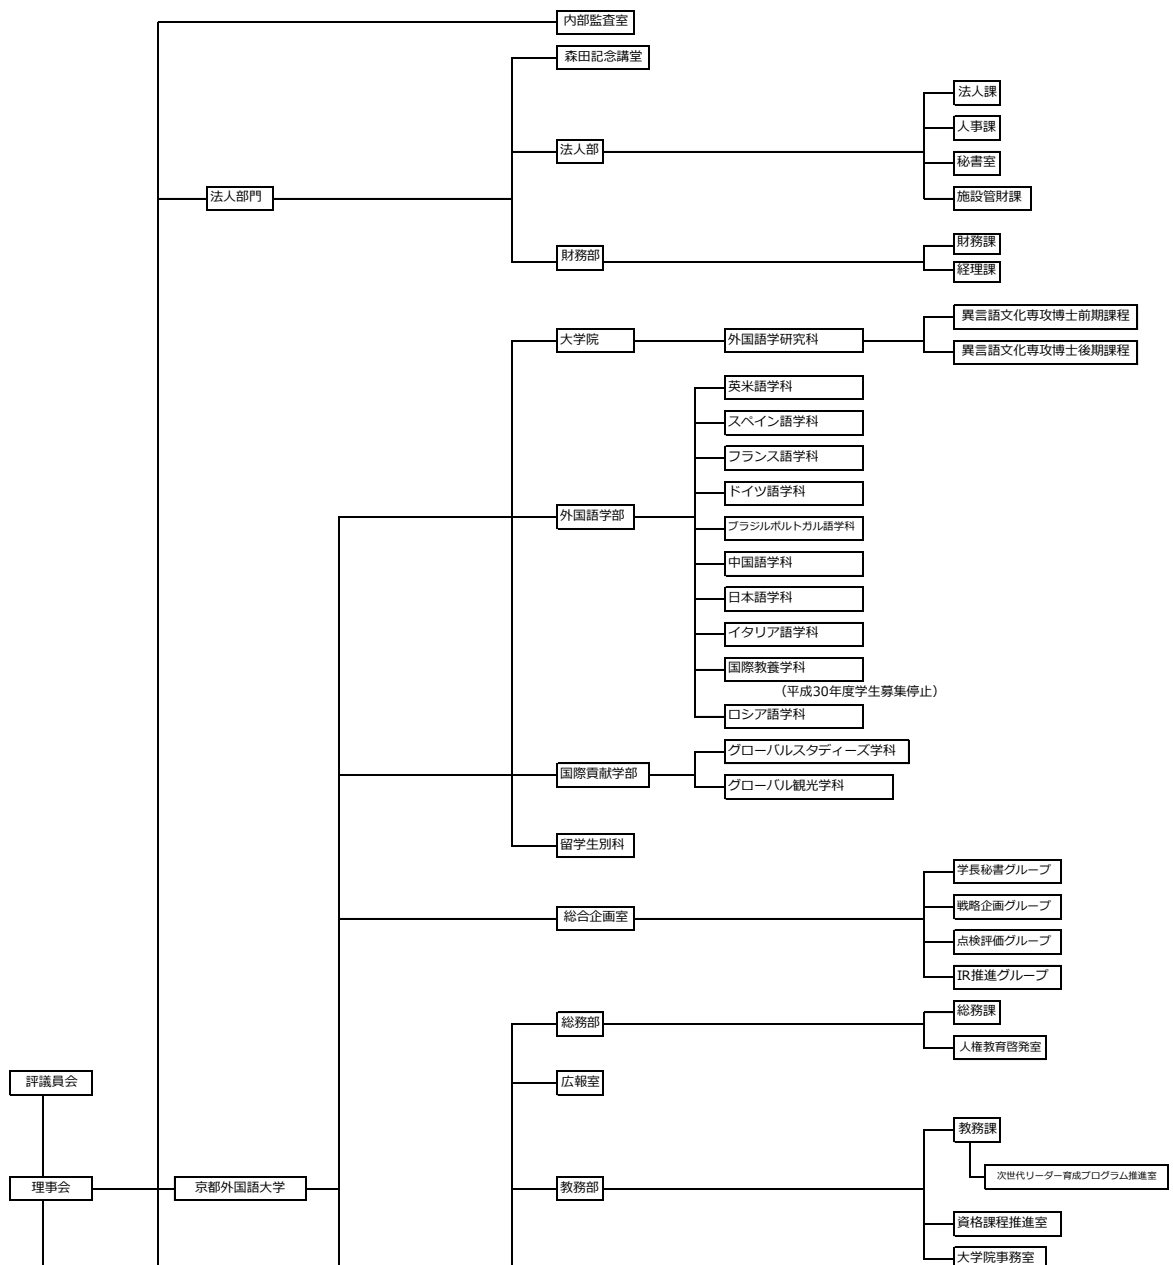 内部監査室
森田記念講堂
法人課
人事課
法人部
秘書室
法人部門
施設管財課
財務課
財務部
経理課
異言語文化専攻博士前期課程
大学院
外国語学研究科
異言語文化専攻博士後期課程
英米語学科
スペイン語学科
フランス語学科
ドイツ語学科
外国語学部
ブラジルポルトガル語学科
中国語学科
日本語学科
イタリア語学科
国際教養学科
（平成30年度学生募集停止）
ロシア語学科
グローバルスタディーズ学科
国際貢献学部
グローバル観光学科
留学生別科
学長秘書グループ
戦略企画グループ
総合企画室
点検評価グループ
IR推進グループ
総務課
総務部
人権教育啓発室
評議員会
広報室
教務課
次世代リーダー育成プログラム推進室
理事会
京都外国語大学
教務部
資格課程推進室
大学院事務室